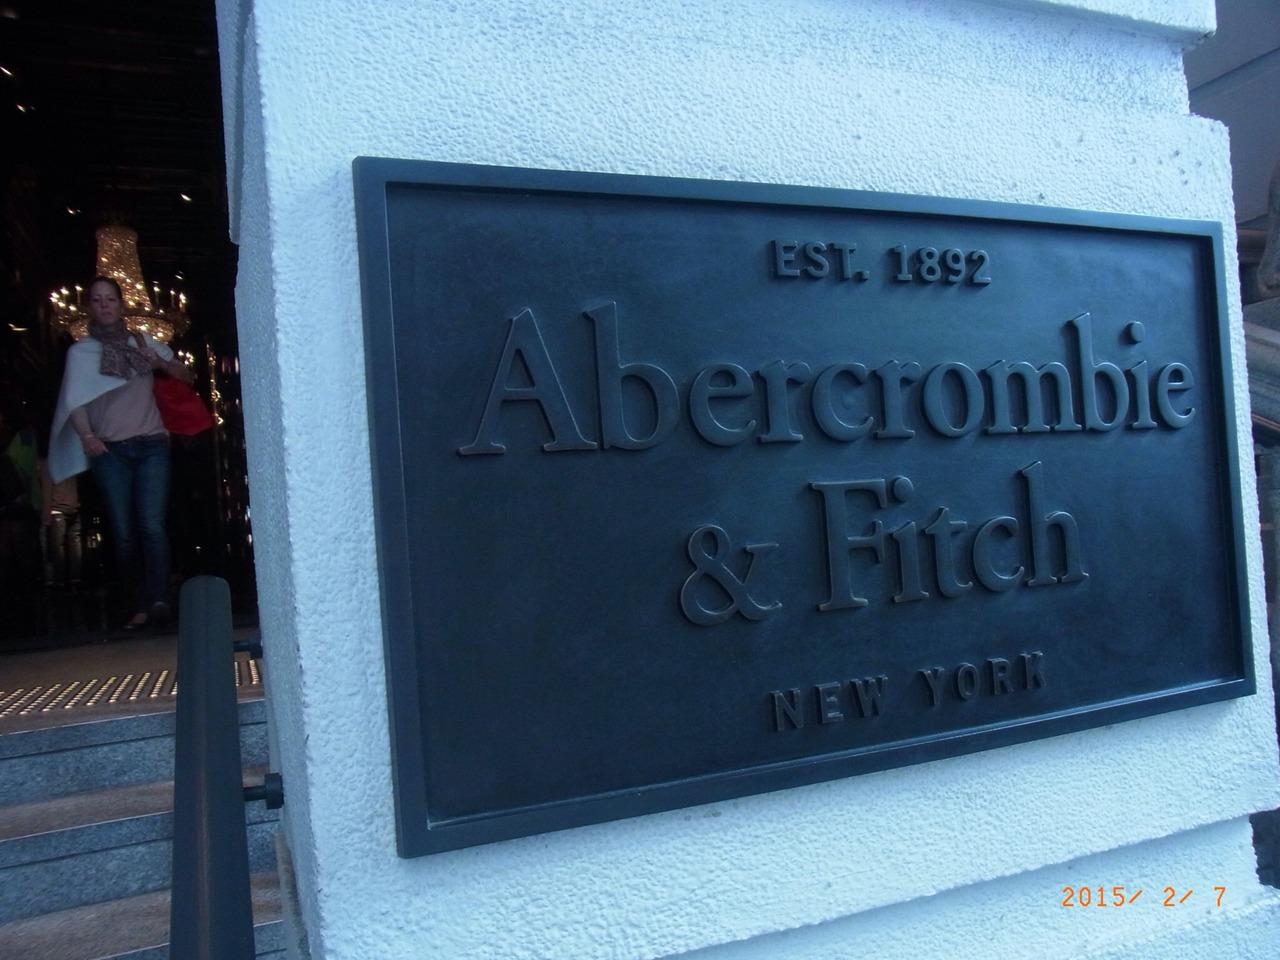 EST. 1892
Abercrombie
& Fitch
NEW YORK
2015/ 2/ 7